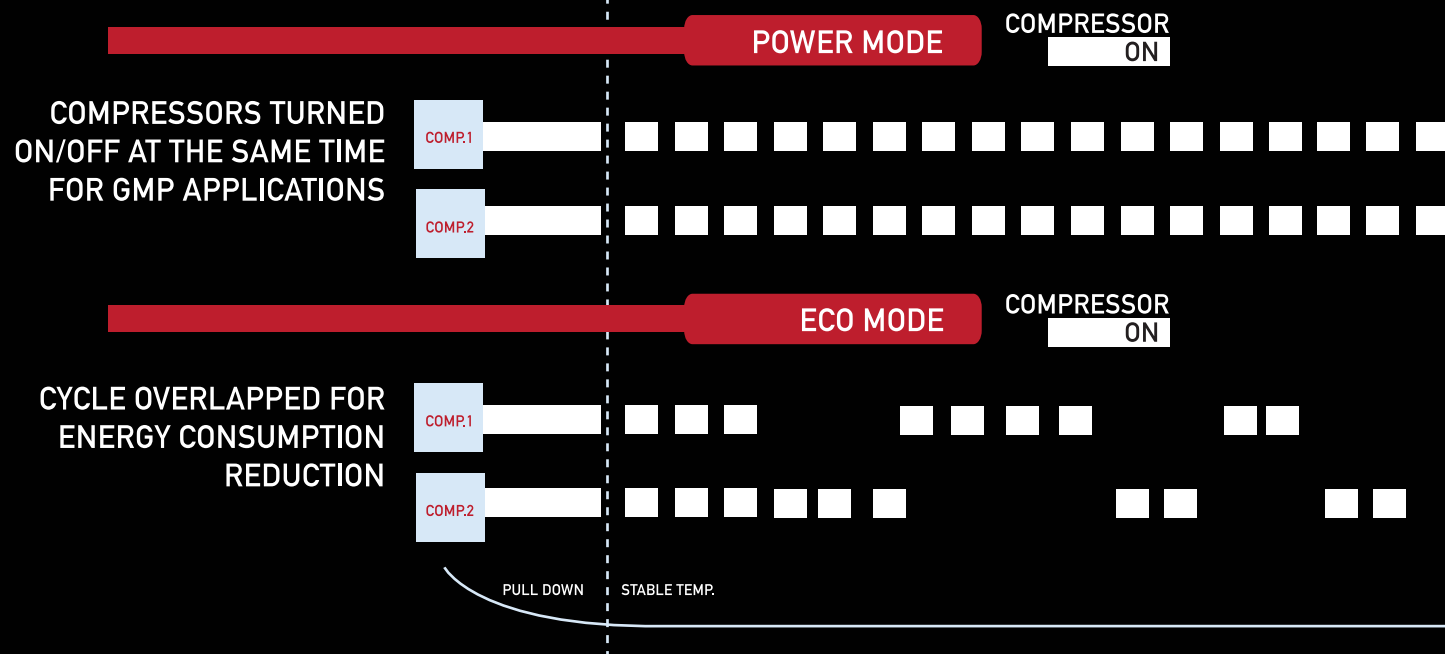 POWER MODE
COMPRESSOR
ON
COMPRESSORS TURNED
ON/OFF AT THE SAME TIME
FOR GMP APPLICATIONS
COMP.1
COMP.2
ECO MODE
COMPRESSOR
ON
CYCLE OVERLAPPED FOR
ENERGY CONSUMPTION
REDUCTION
COMP.1
COMP.2
PULL DOWN
STABLE TEMP.